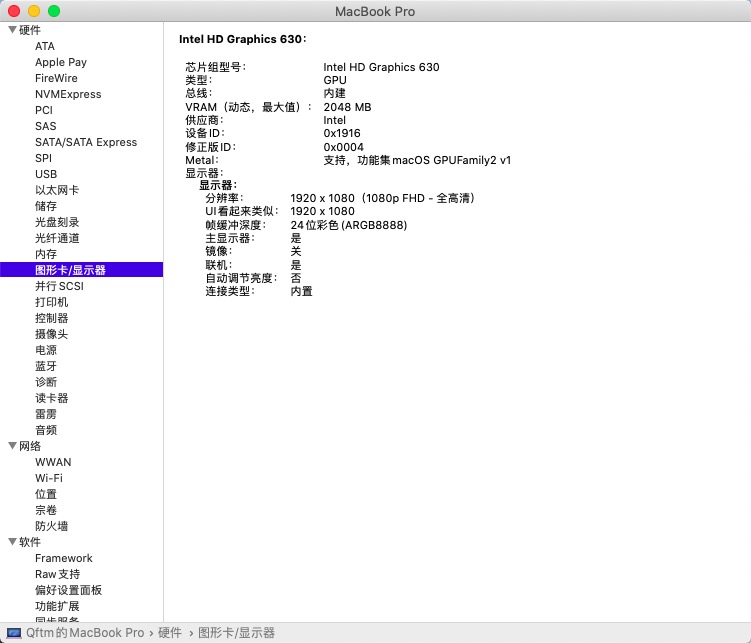 MacBook Pro
硬件
ATA
Apple Pay
FireWire
NVMExpress
PCI
SAS
SATA/SATA Express
SPI
USB
以太网卡
储存
光盘刻录
光纤通道
内存
图形卡/显示器
并行SCSI
打印机
控制器
摄像头
电源
蓝牙
诊断
读卡器
雷雳
音频
网络
WWAN
Wi-Fi
位置
宗卷
防火墙
软件
Framework
Raw支持
偏好设置面板
功能扩展
同步服务
Intel HD Graphics 630：
芯片组型号： Intel HD Graphics 630
类型： GPU
总线： 内建
VRAM（动态，最大值）： 2048 MB
供应商： Intel
设备ID： 0x1916
修正版ID： 0x0004
Metal： 支持，功能集macOS GPUFamily2 v1
显示器：
显示器：
分辨率： 1920 x 1080（1080p FHD - 全高清）
UI看起来类似： 1920 x 1080
帧缓冲深度： 24位彩色(ARGB8888)
主显示器： 是
镜像： 关
联机： 是
自动调节亮度： 否
连接类型： 内置
Qftm的MacBook Pro › 硬件 › 图形卡/显示器